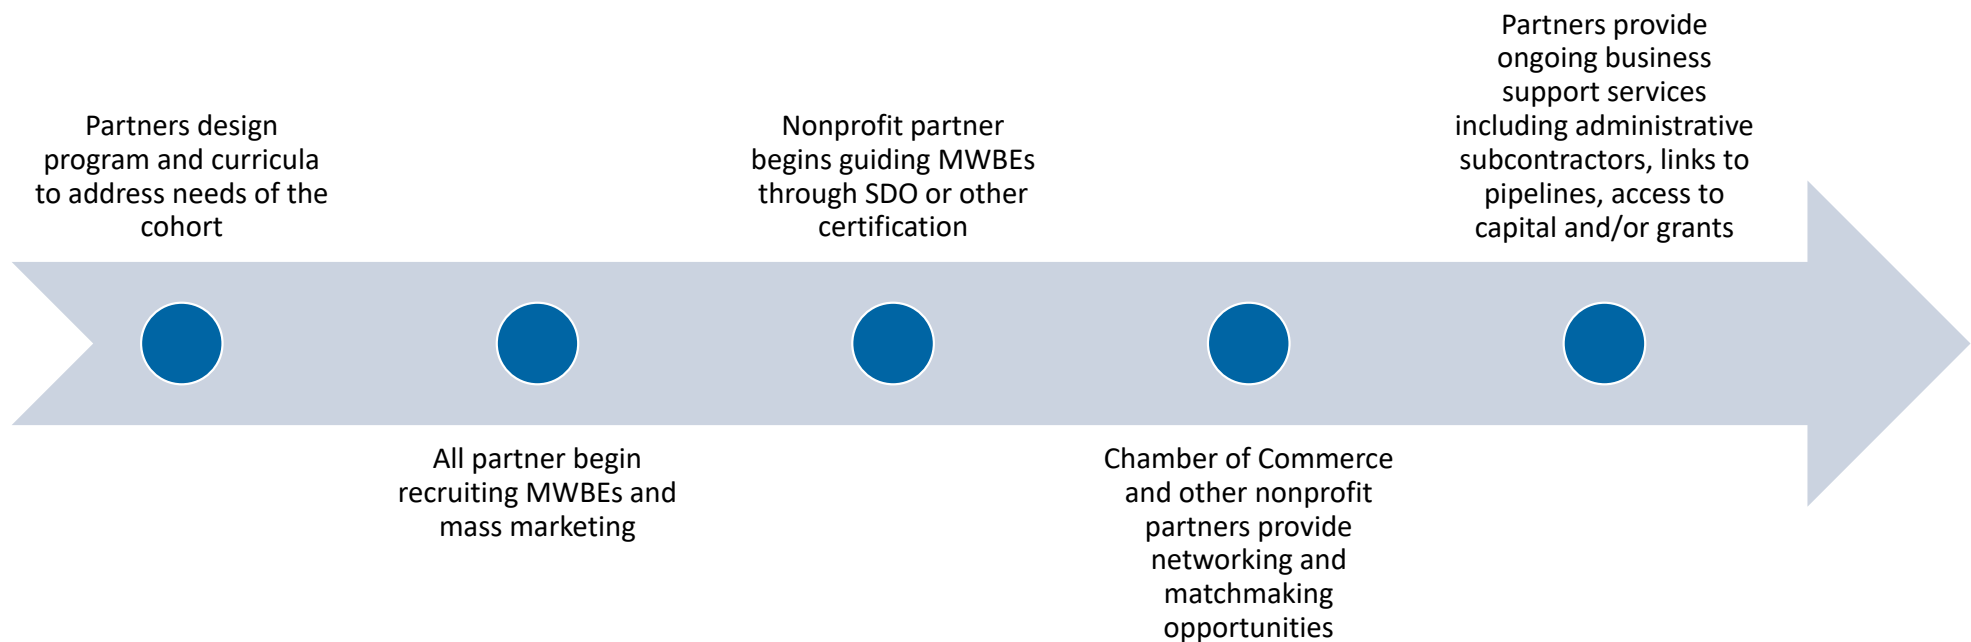 Partners design
program and curricula
to address needs of the
cohort
All partner begin
recruiting MWBEs and
mass marketing
Nonprofit partner
begins guiding MWBEs
through SDO or other
certification
Chamber of Commerce
and other nonprofit
partners provide
networking and
matchmaking
opportunities
Partners provide
ongoing business
support services
including administrative
subcontractors, links to
pipelines, access to
capital and/or grants